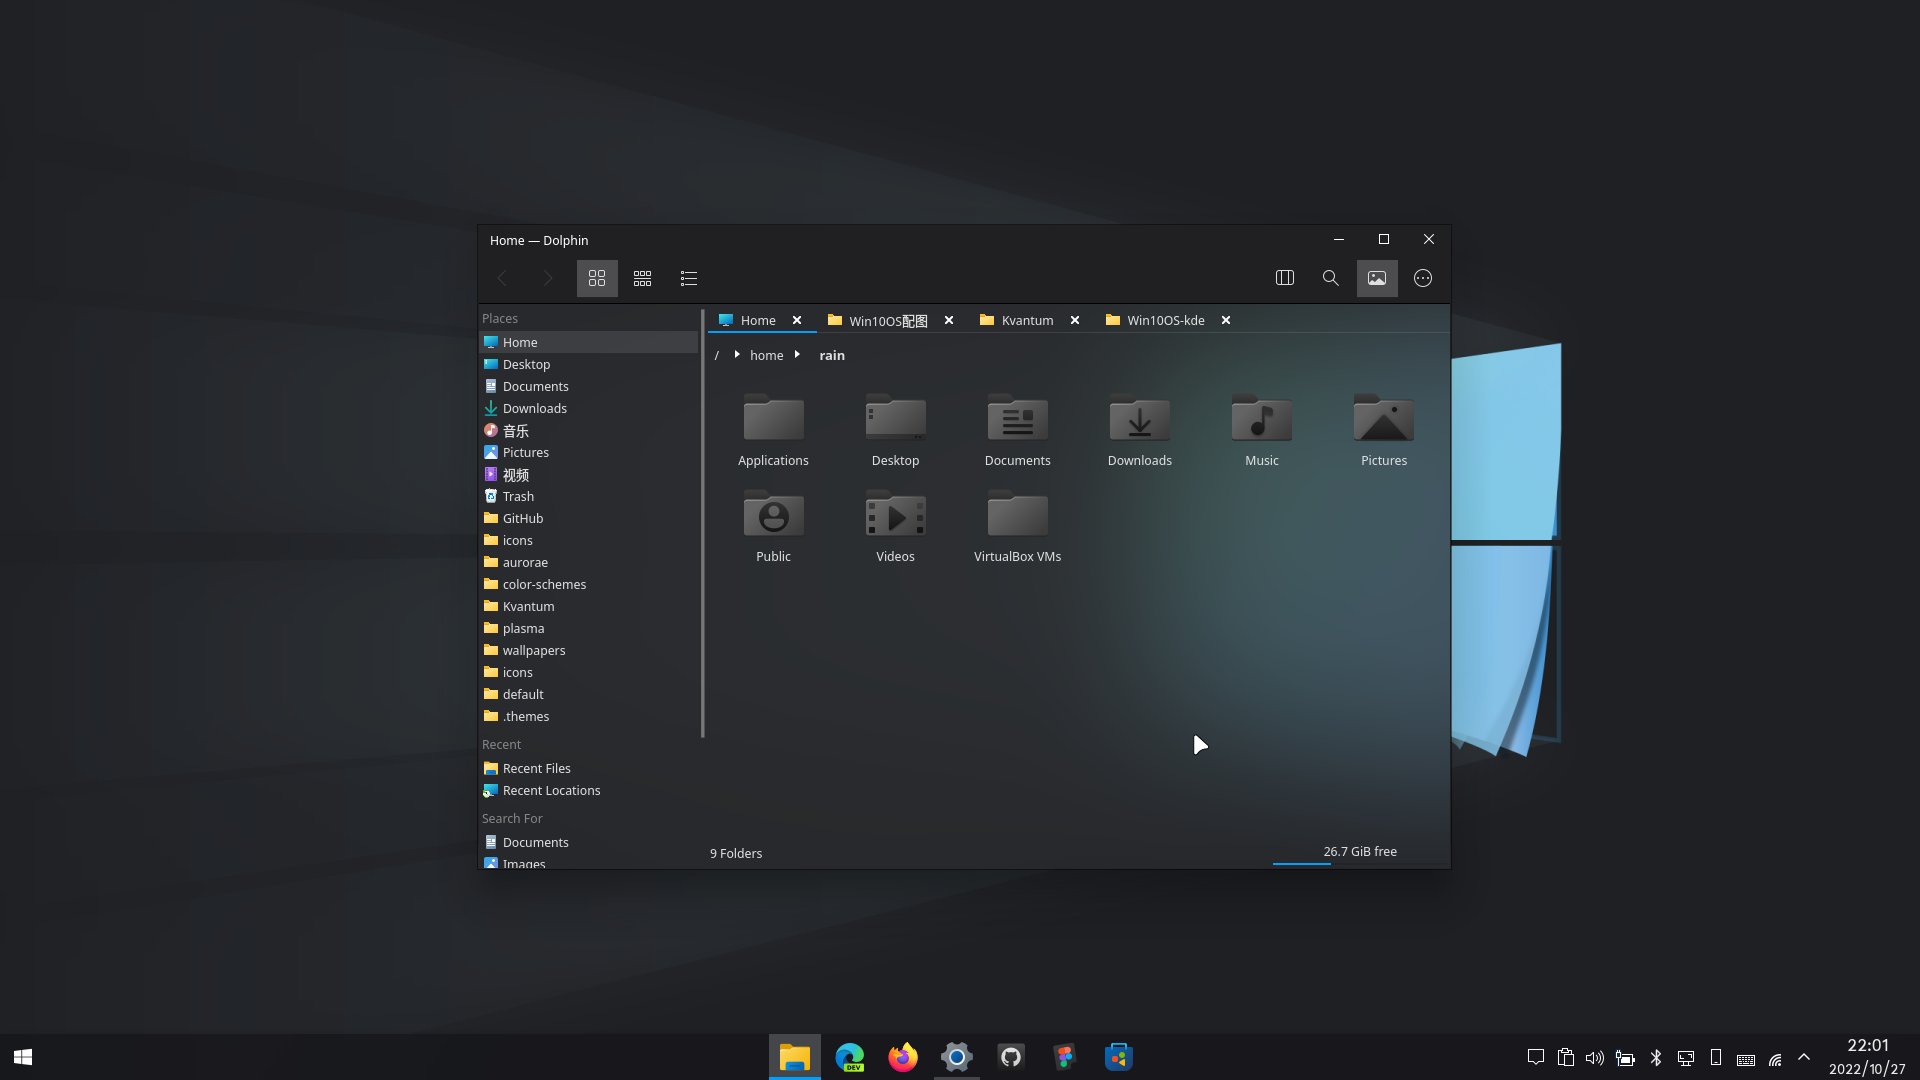 Home — Dolphin
Places
Home
Desktop
Documents
Downloads
音乐
Pictures
视频
Trash
GitHub
icons
aurorae
color-schemes
Kvantum
plasma
wallpapers
icons
default
.themes
Recent
Recent Files
Recent Locations
Search For
Documents
Images
Home Win10OS配图 Kvantum Win10OS-kde
/ home rain
Applications Desktop Documents Downloads Music Pictures
Public Videos VirtualBox VMs
9 Folders 26.7 GiB free
DEV
22:01
2022/10/27